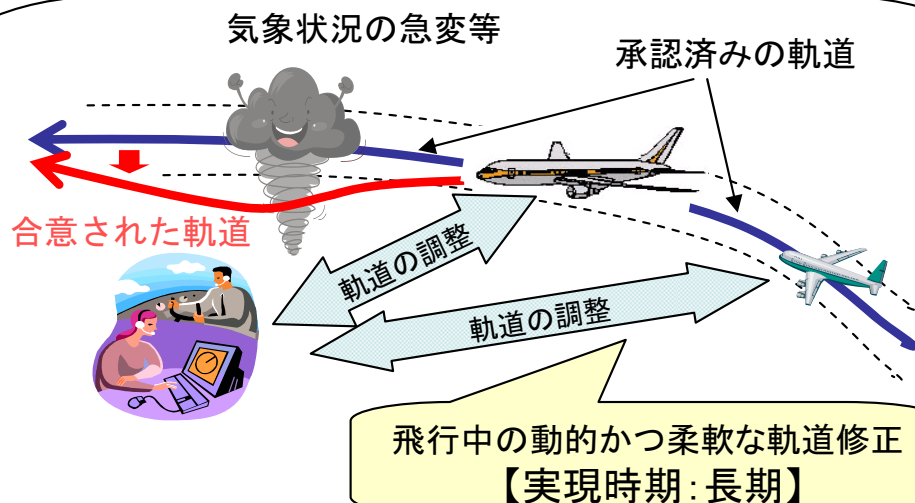 気象状況の急変等
承認済みの軌道
合意された軌道
軌道の調整
軌道の調整
飛行中の動的かつ柔軟な軌道修正
【実現時期:長期】